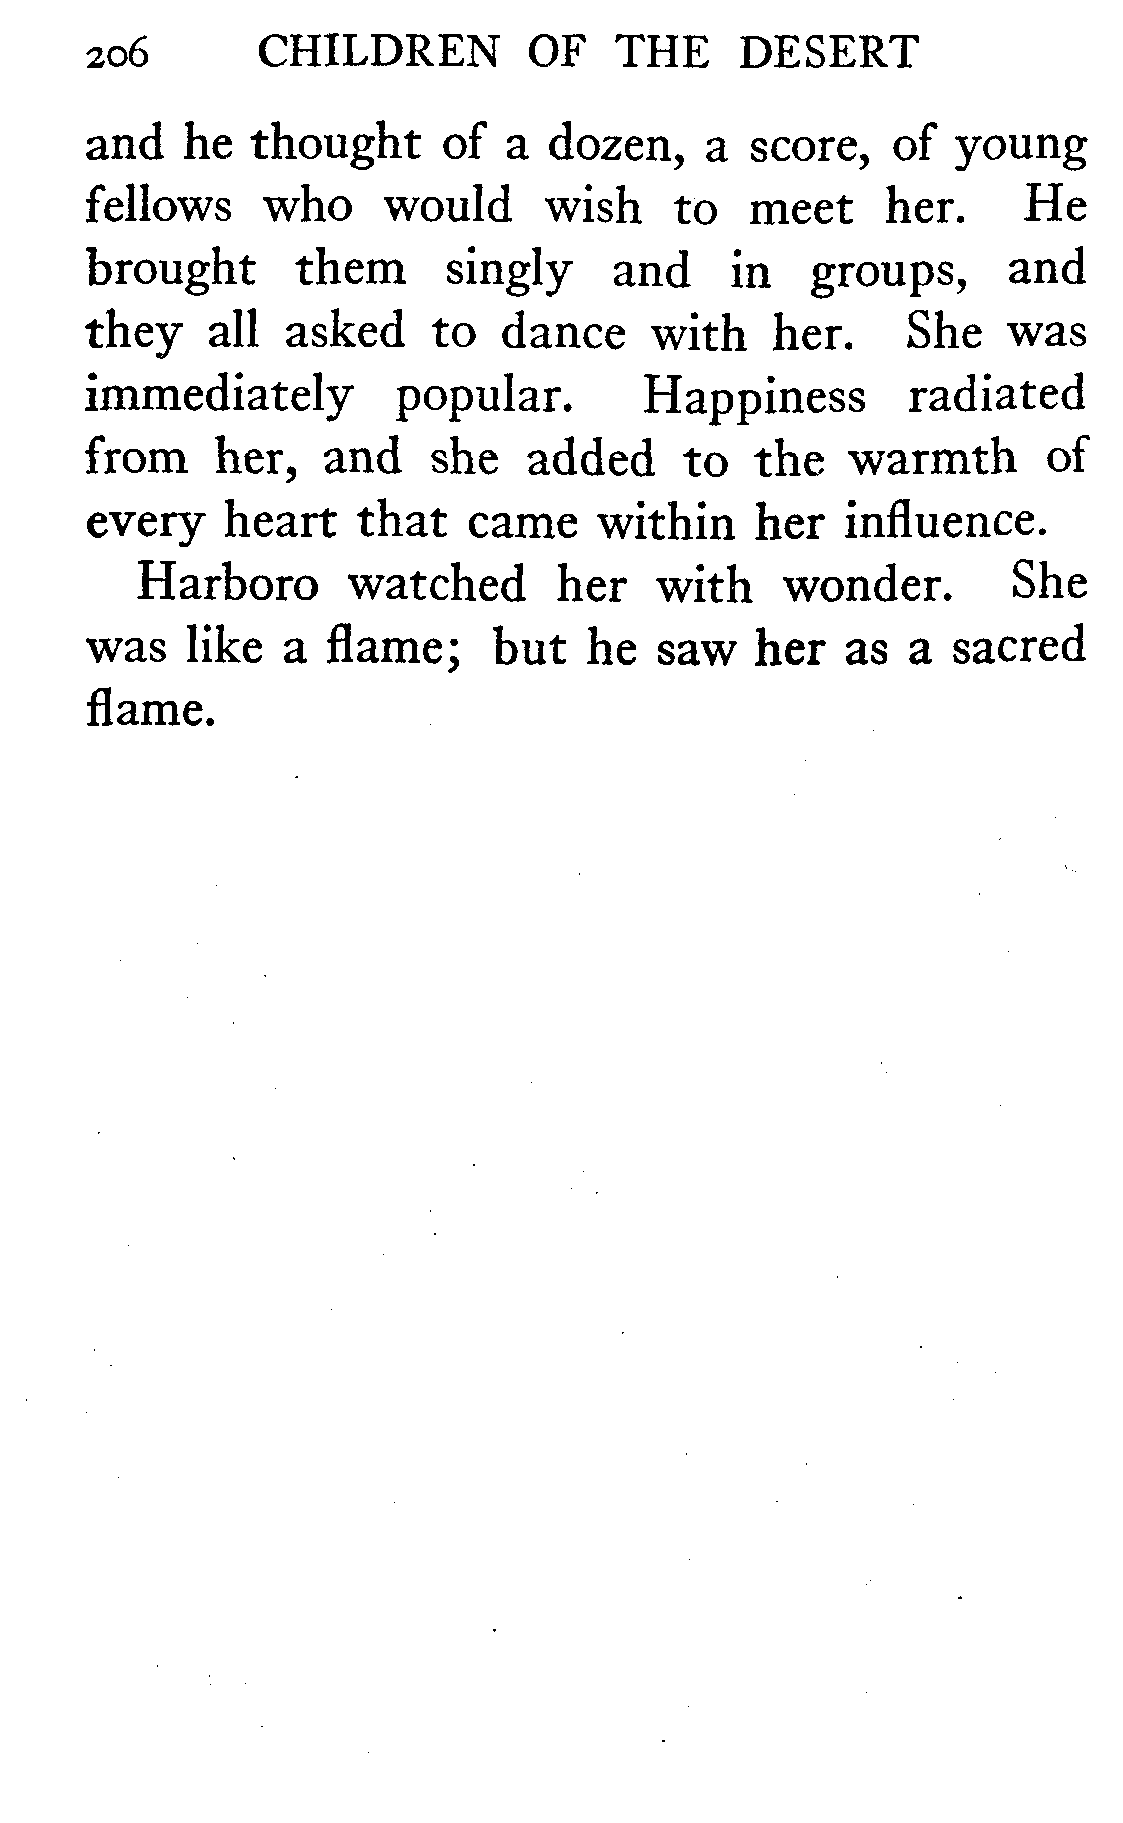 206 CHILDREN OF THE DESERT
and he thought of a dozen, a score, of young
fellows who would wish to meet her. He
brought them singly and in groups, and
they all asked to dance with her. She was
immediately popular. Happiness radiated
from her, and she added to the warmth of
every heart that came within her influence.
Harboro watched her with wonder. She
was like a flame; but he saw her as a sacred
flame.